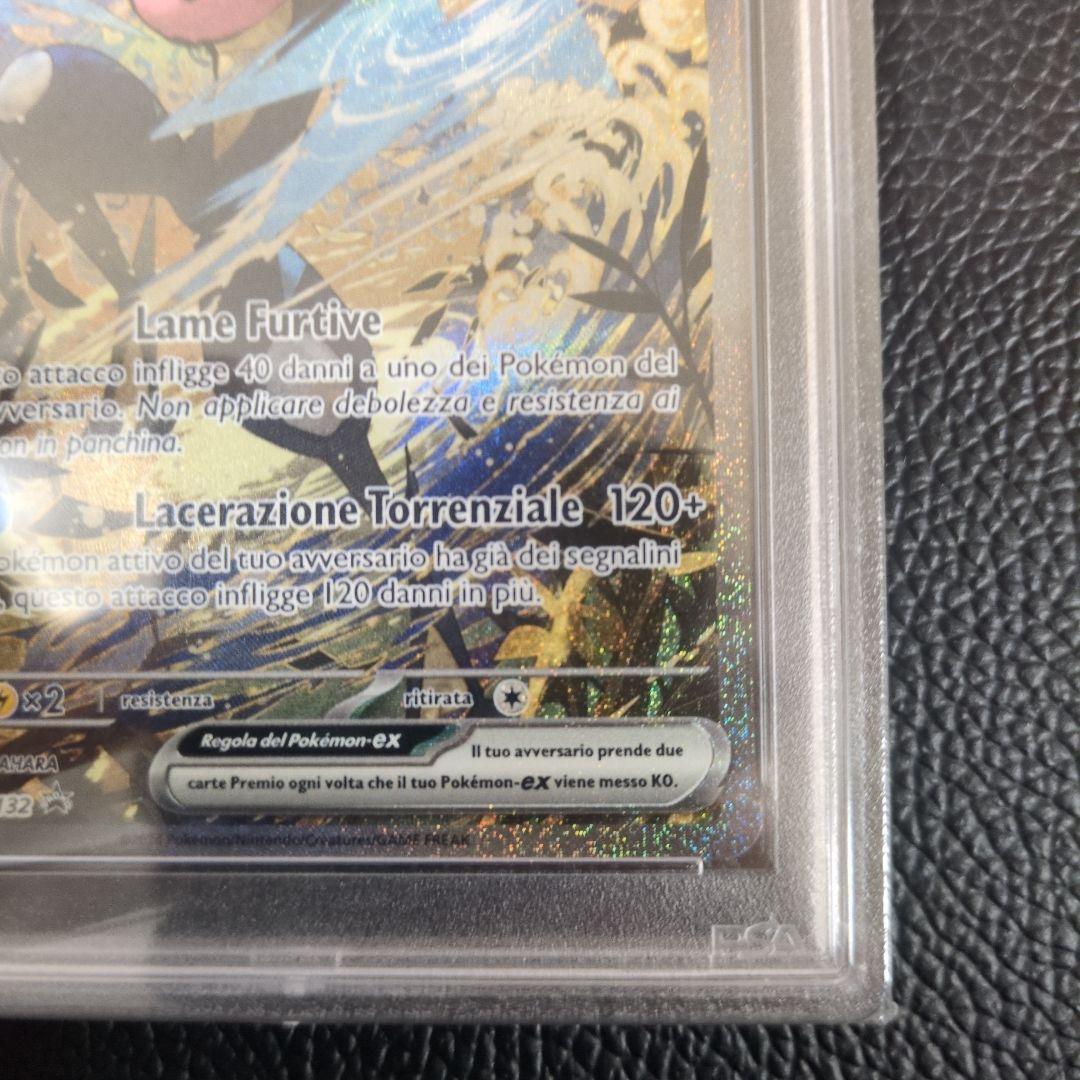 Lame Furtive
to attacco infligge 40 danni a uno dei Pokémon del
vversario. Non applicare debolezza e resistenza ai
on in panchina.
Lacerazione Torrenziale 120+
okémon attivo del tuo avversario ha già dei segnalini
, questo attacco infligge 120 danni in più.
×2 resistenza ritirata
Regola del Pokémon-ex
Il tuo avversario prende due
carte Premio ogni volta che il tuo Pokémon-ex viene messo KO.
AHARA
132
Pokémon/Nintendo/Creatures/GAME FREAK
PSA